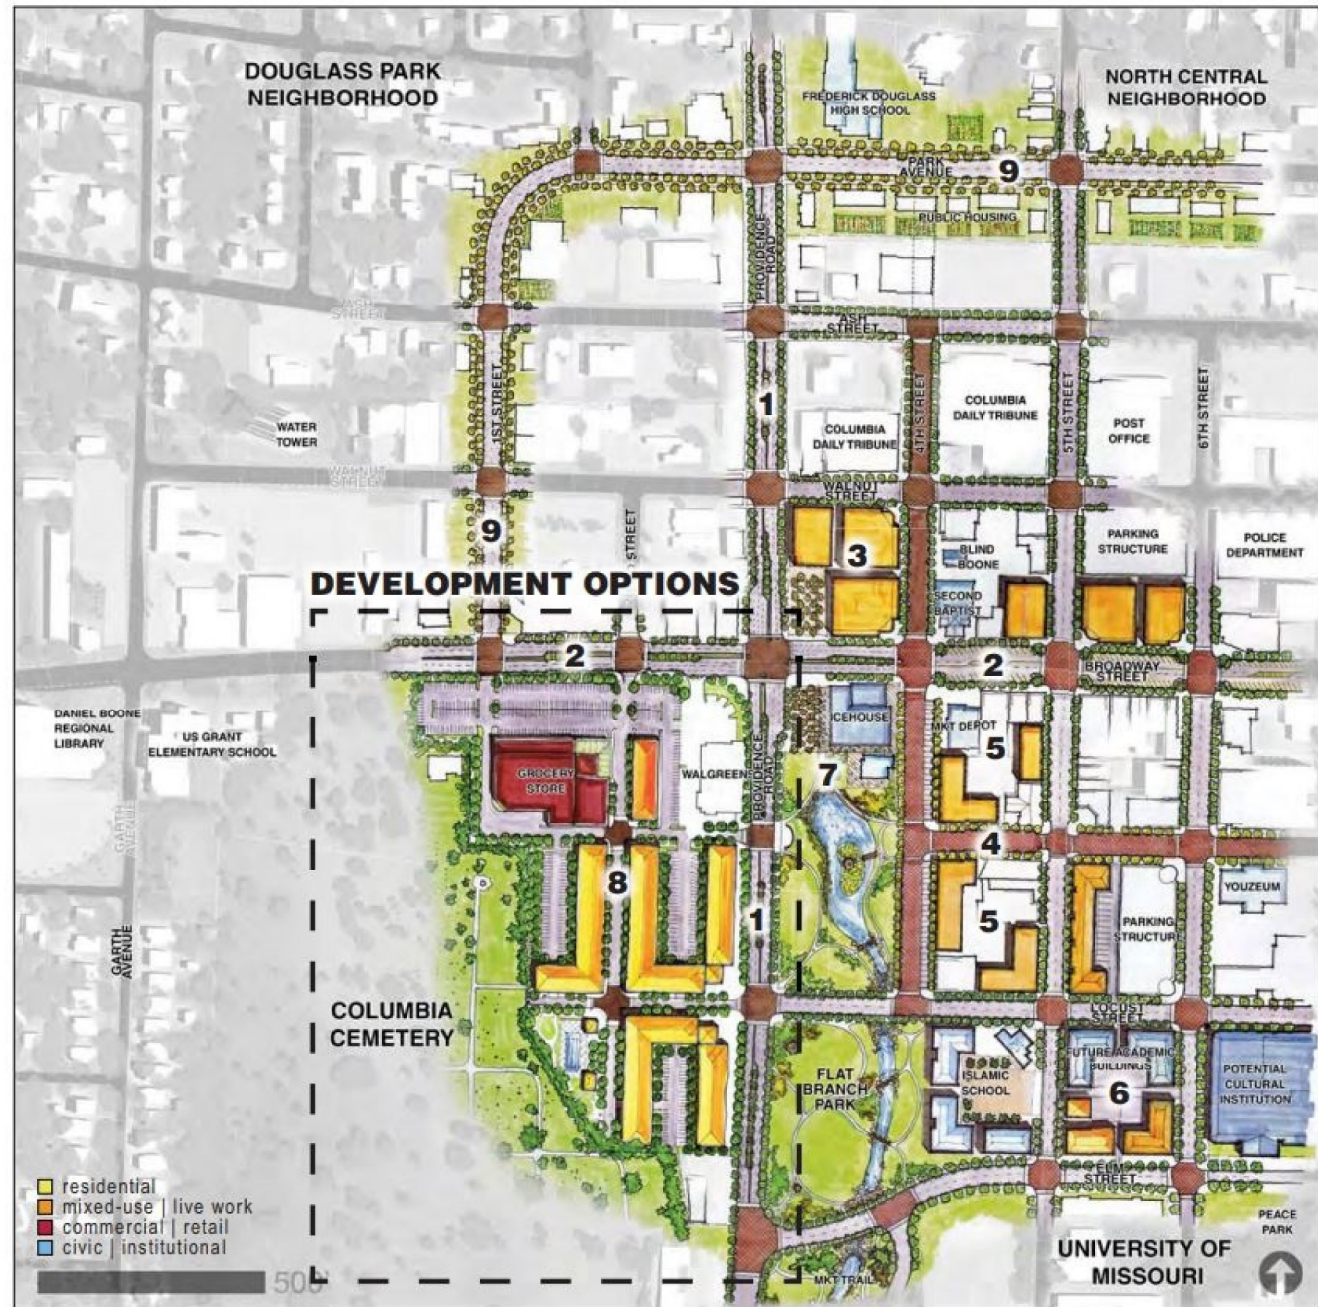 DOUGLASS PARK
NEIGHBORHOOD
FREDERICK DOUGLASS
HIGH SCHOOL
NORTH CENTRAL
NEIGHBORHOOD
PARK
AVENUE
9
PUBLIC HOUSING
PROVIDENCE
ROAD
ASH
STREET
ASH
STREET
1ST STREET
1
4TH STREET
5TH STREET
6TH STREET
COLUMBIA
DAILY TRIBUNE
COLUMBIA
DAILY TRIBUNE
POST
OFFICE
WATER
TOWER
WALNUT
STREET
WALNUT
STREET
9
STREET
3
BLIND
BOONE
PARKING
STRUCTURE
POLICE
DEPARTMENT
DEVELOPMENT OPTIONS
SECOND
BAPTIST
2
2
BROADWAY
STREET
DANIEL BOONE
REGIONAL
LIBRARY
US GRANT
ELEMENTARY SCHOOL
ICEHOUSE
MKT DEPOT
5
GROCERY
STORE
WALGREENS
PROVIDENCE
ROAD
7
GARTH
AVENUE
4
8
1
5
YOUZEUM
PARKING
STRUCTURE
GARTH
AVENUE
COLUMBIA
CEMETERY
LOCUST
STREET
FLAT
BRANCH
PARK
ISLAMIC
SCHOOL
FUTURE ACADEMIC
BUILDINGS
6
POTENTIAL
CULTURAL
INSTITUTION
ELM
STREET
residential
mixed-use | live work
commercial | retail
civic | institutional
500'
PEACE
PARK
UNIVERSITY OF
MISSOURI
MKT TRAIL